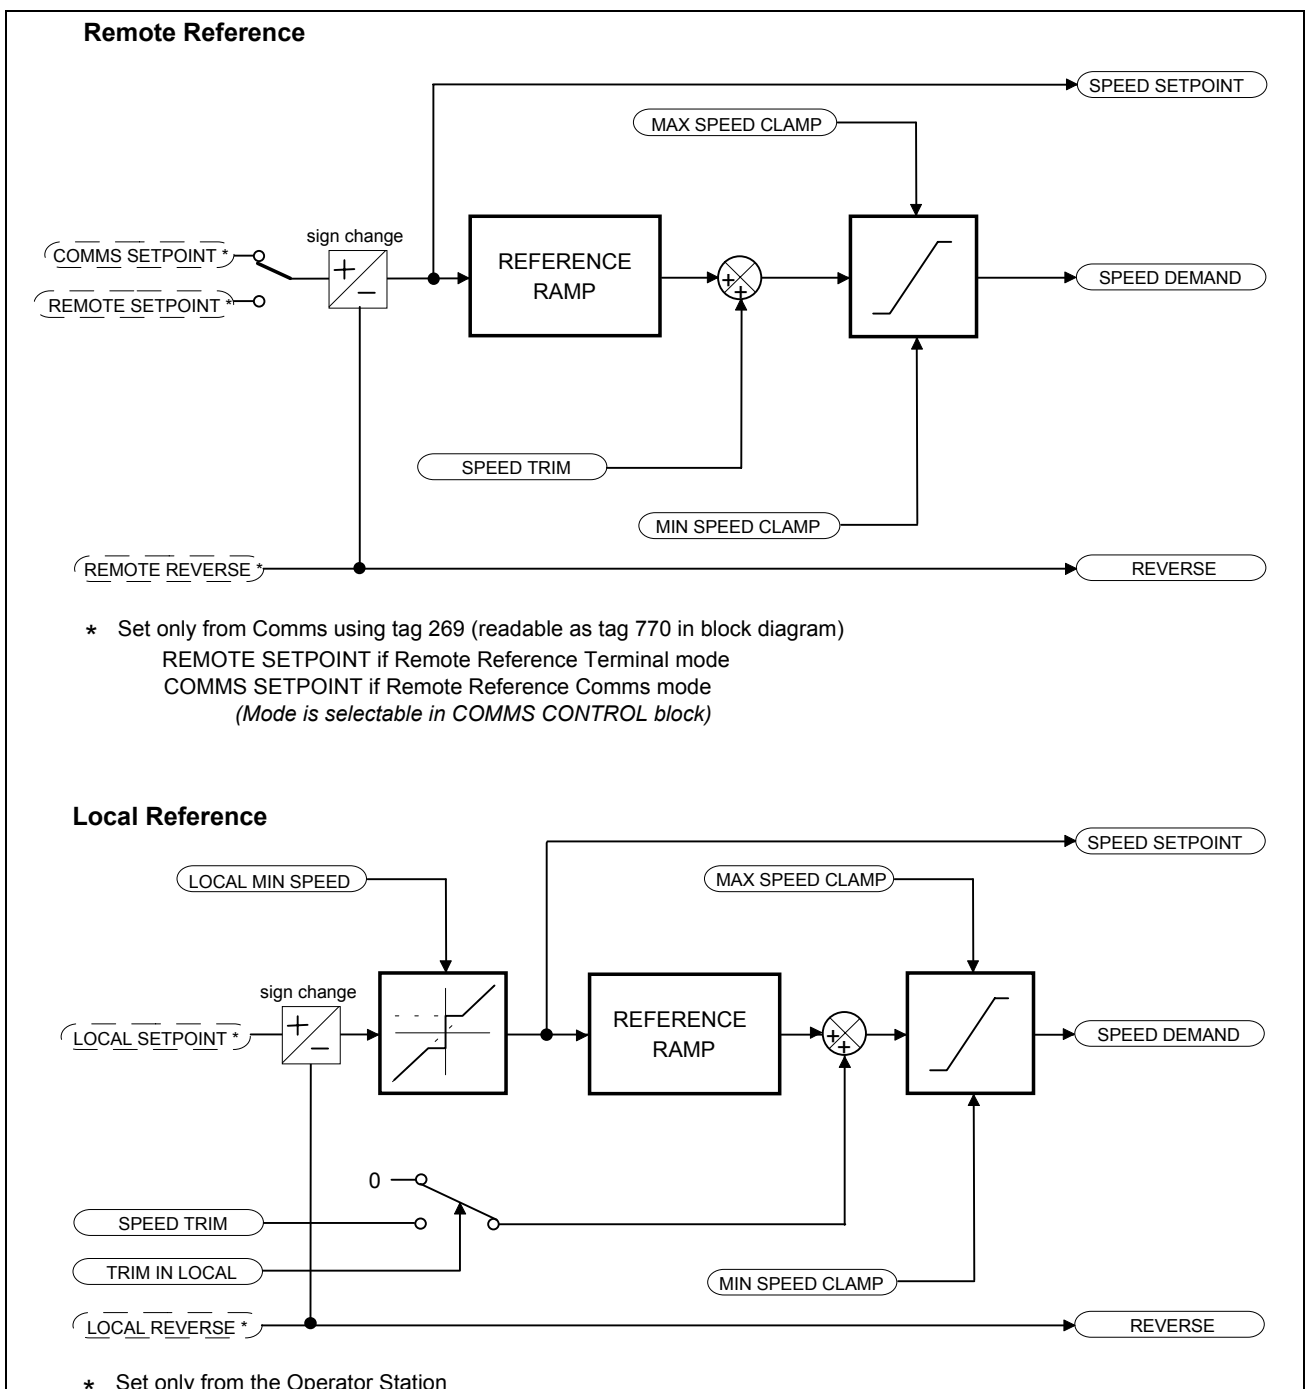 Remote Reference
SPEED SETPOINT
MAX SPEED CLAMP
sign change
COMMS SETPOINT *
+
−
REFERENCE
RAMP
+
+
SPEED DEMAND
REMOTE SETPOINT *
SPEED TRIM
MIN SPEED CLAMP
REMOTE REVERSE *
REVERSE
* Set only from Comms using tag 269 (readable as tag 770 in block diagram)
REMOTE SETPOINT if Remote Reference Terminal mode
COMMS SETPOINT if Remote Reference Comms mode
(Mode is selectable in COMMS CONTROL block)
Local Reference
SPEED SETPOINT
LOCAL MIN SPEED
MAX SPEED CLAMP
sign change
LOCAL SETPOINT *
+
−
REFERENCE
RAMP
+
+
SPEED DEMAND
0
SPEED TRIM
TRIM IN LOCAL
MIN SPEED CLAMP
LOCAL REVERSE *
REVERSE
* Set only from the Operator Station